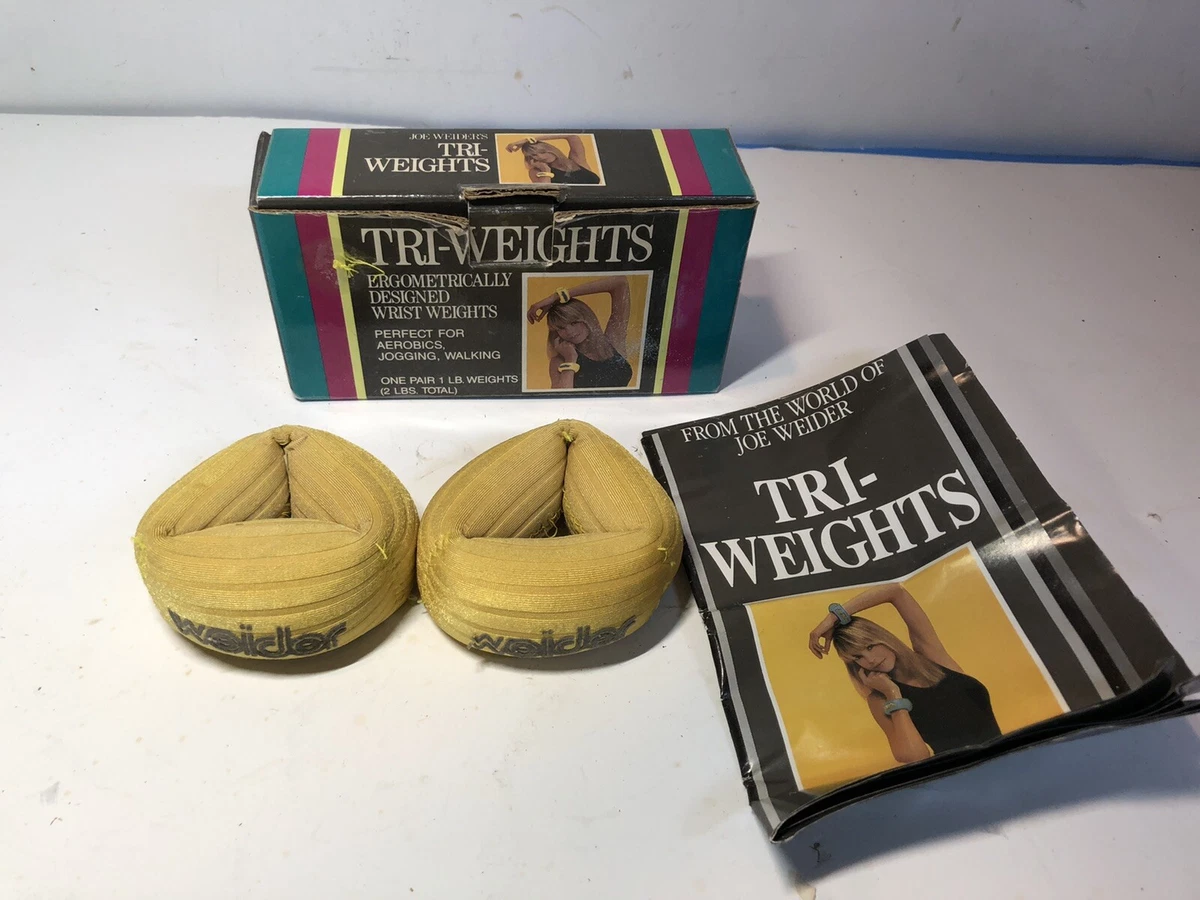 JOE WEIDER'S
TRI-
WEIGHTS
TRI-WEIGHTS
ERGOMETRICALLY
DESIGNED
WRIST WEIGHTS
PERFECT FOR
AEROBICS,
JOGGING, WALKING
ONE PAIR 1 LB. WEIGHTS
(2 LBS. TOTAL)
weider
weider
FROM THE WORLD OF
JOE WEIDER
TRI-
WEIGHTS